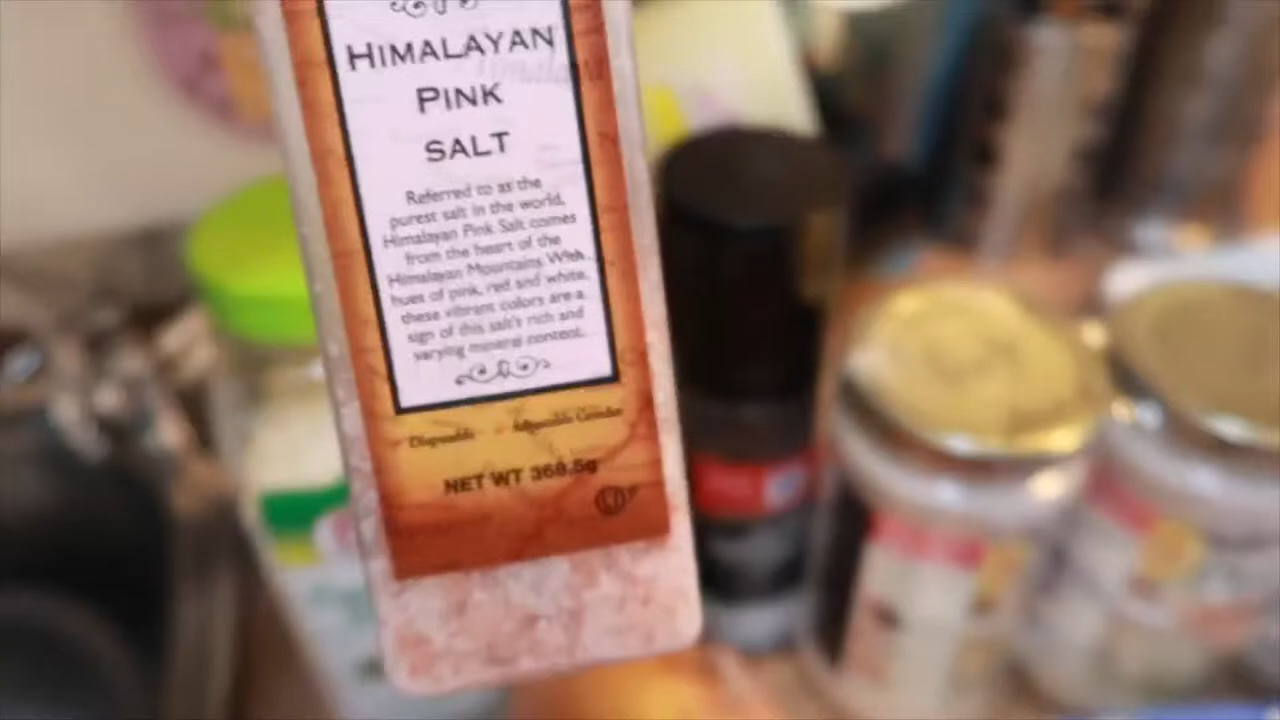 HIMALAYAN
PINK
SALT
Referred to as the
purest salt in the world,
Himalayan Pink Salt comes
from the heart of the
Himalayan Mountains With
hues of pink, red and white,
these vibrant colors are a
sign of this salt's rich and
varying mineral content.
Disposable - Adjustable Grinder
NET WT 368.5g